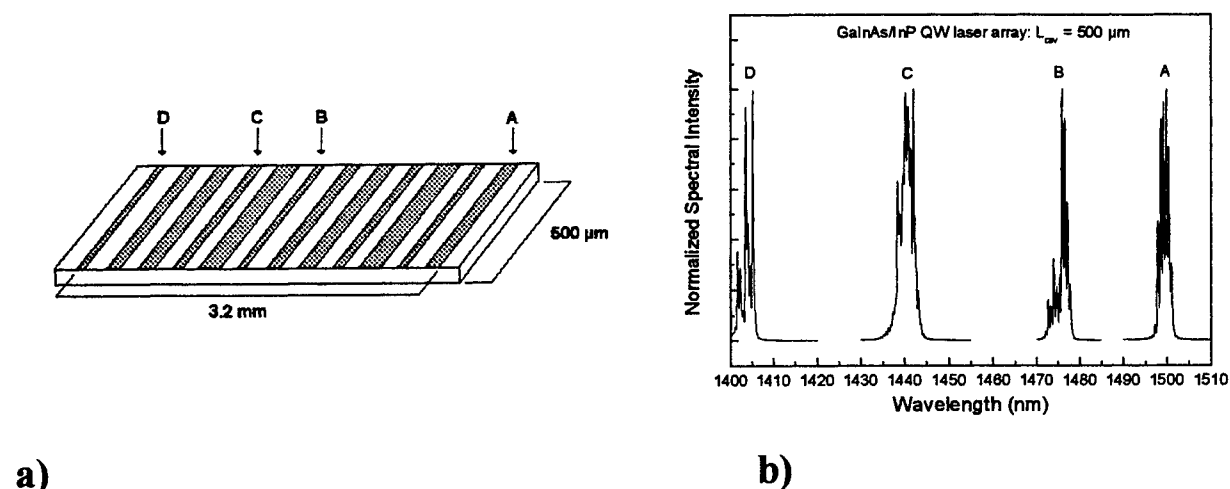 D C B A
500 µm
3.2 mm
a)
GaInAs/InP QW laser array: L_cav = 500 µm
D C B A
Normalized Spectral Intensity
1400 1410 1420 1430 1440 1450 1460 1470 1480 1490 1500 1510
Wavelength (nm)
b)